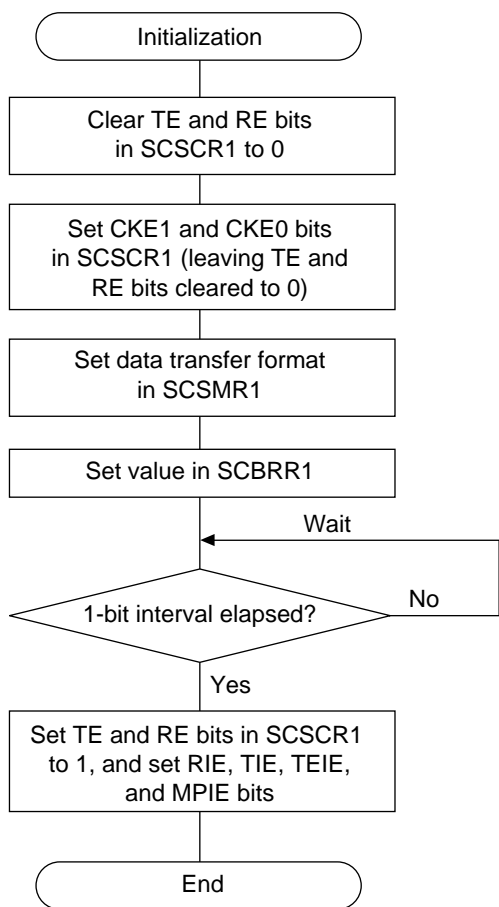 Initialization
Clear TE and RE bits
in SCSCR1 to 0
Set CKE1 and CKE0 bits
in SCSCR1 (leaving TE and
RE bits cleared to 0)
Set data transfer format
in SCSMR1
Set value in SCBRR1
Wait
1-bit interval elapsed?
No
Yes
Set TE and RE bits in SCSCR1
to 1, and set RIE, TIE, TEIE,
and MPIE bits
End